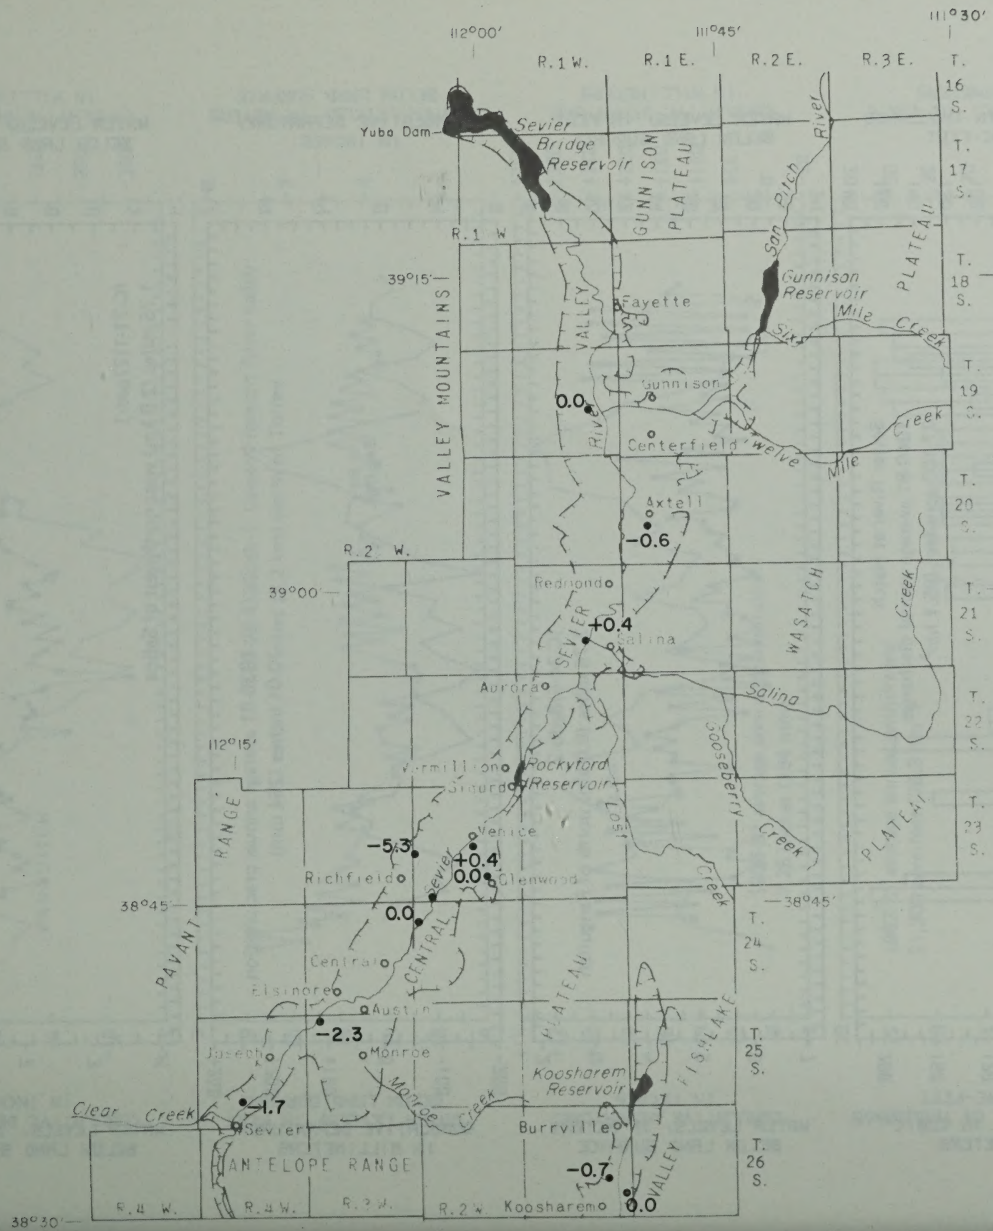 111°30'
112°00'
111°45'
R. 1 W.
R. 1 E.
R. 2 E.
R. 3 E.
T.
16
S.
Yuba Dam
Sevier
Bridge
Reservoir
GUNNISON
PLATEAU
San Pitch River
T.
17
S.
R. 1 W
39°15'
VALLEY MOUNTAINS
VALLEY
Fayette
Gunnison
Reservoir
PLATEAU
T.
18
S.
Six Mile Creek
Gunnison
T.
19
S.
0.0
River
Centerfield
Twelve Mile Creek
T.
20
S.
Axtell
-0.6
R. 2 W.
39°00'
Redmond
WASATCH
Creek
T.
21
S.
SEVIER
+0.4
Salina
Aurora
Salina
T.
22
S.
112°15'
Vermillion
Rockyford
Sigurd
Reservoir
Gooseberry
Creek
Lost
Creek
PLATEAU
T.
23
S.
RANGE
Venice
-5.3
+0.4
Sevier
0.0
Glenwood
Richfield
38°45'
38°45'
0.0
CENTRAL
PAVANT
T.
24
S.
Central
Elsinore
Austin
PLATEAU
FISHLAKE
-2.3
T.
25
S.
Joseph
Monroe
Koosharem
Reservoir
Monroe Creek
-1.7
Clear Creek
Sevier
Burrville
ANTELOPE RANGE
T.
26
S.
-0.7
VALLEY
R. 4 W.
R. 4 W.
R. 3 W.
R. 2 W
Koosharem
0.0
38°30'